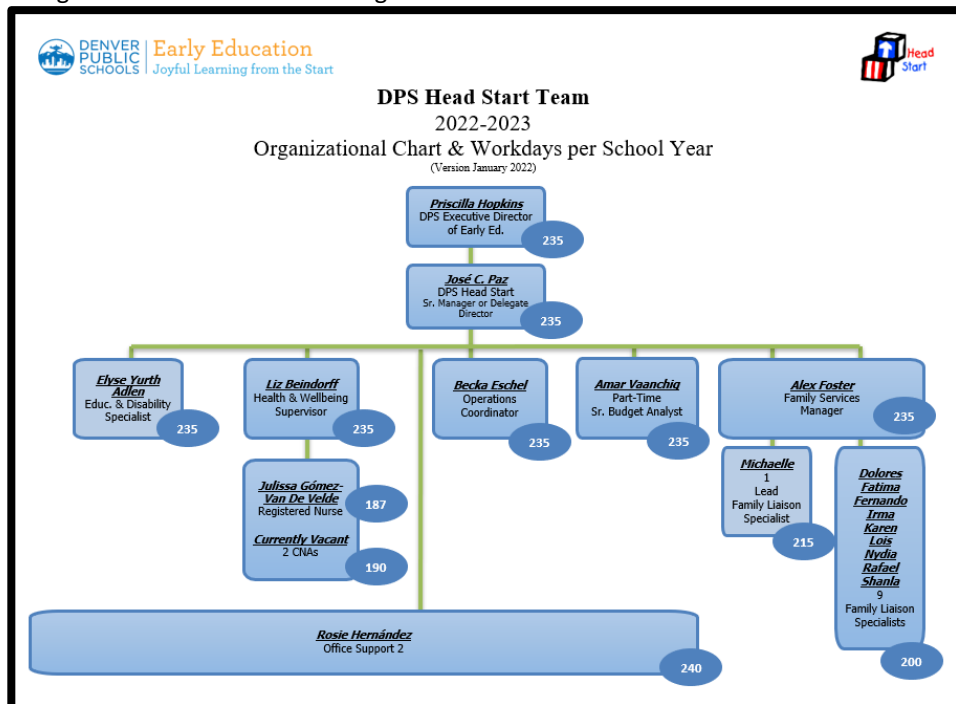 DENVER
PUBLIC
SCHOOLS
Early Education
Joyful Learning from the Start
Head
Start
DPS Head Start Team
2022-2023
Organizational Chart & Workdays per School Year
(Version January 2022)
Priscilla Hopkins
DPS Executive Director
of Early Ed.
235
José C. Paz
DPS Head Start
Sr. Manager or Delegate
Director
235
Elyse Yurth
Adlen
Educ. & Disability
Specialist
235
Liz Beindorff
Health & Wellbeing
Supervisor
235
Becka Eschel
Operations
Coordinator
235
Amar Vaanchig
Part-Time
Sr. Budget Analyst
235
Alex Foster
Family Services
Manager
235
Julissa Gómez-
Van De Velde
Registered Nurse
187
Currently Vacant
2 CNAs
190
Michaelle
1
Lead
Family Liaison
Specialist
215
Dolores
Fatima
Fernando
Irma
Karen
Lois
Nydia
Rafael
Shanla
9
Family Liaison
Specialists
200
Rosie Hernández
Office Support 2
240